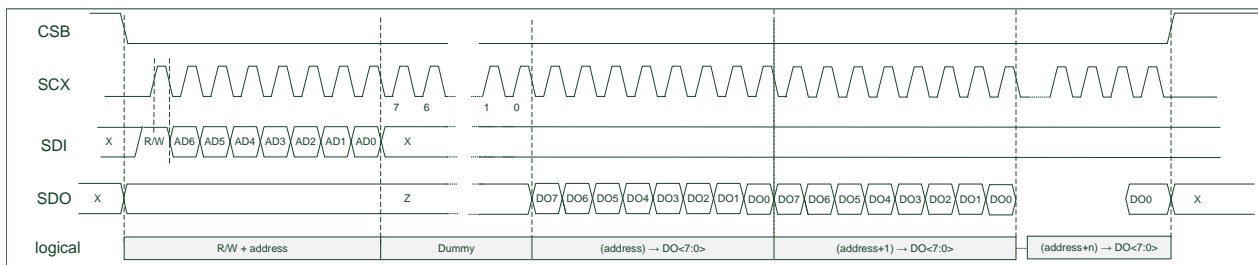 CSB
SCX
7 6 1 0
SDI X R/W AD6 AD5 AD4 AD3 AD2 AD1 AD0 X
SDO X Z DO7 DO6 DO5 DO4 DO3 DO2 DO1 DO0 DO7 DO6 DO5 DO4 DO3 DO2 DO1 DO0 DO0 X
logical R/W + address Dummy (address) → DO<7:0> (address+1) → DO<7:0> (address+n) → DO<7:0>